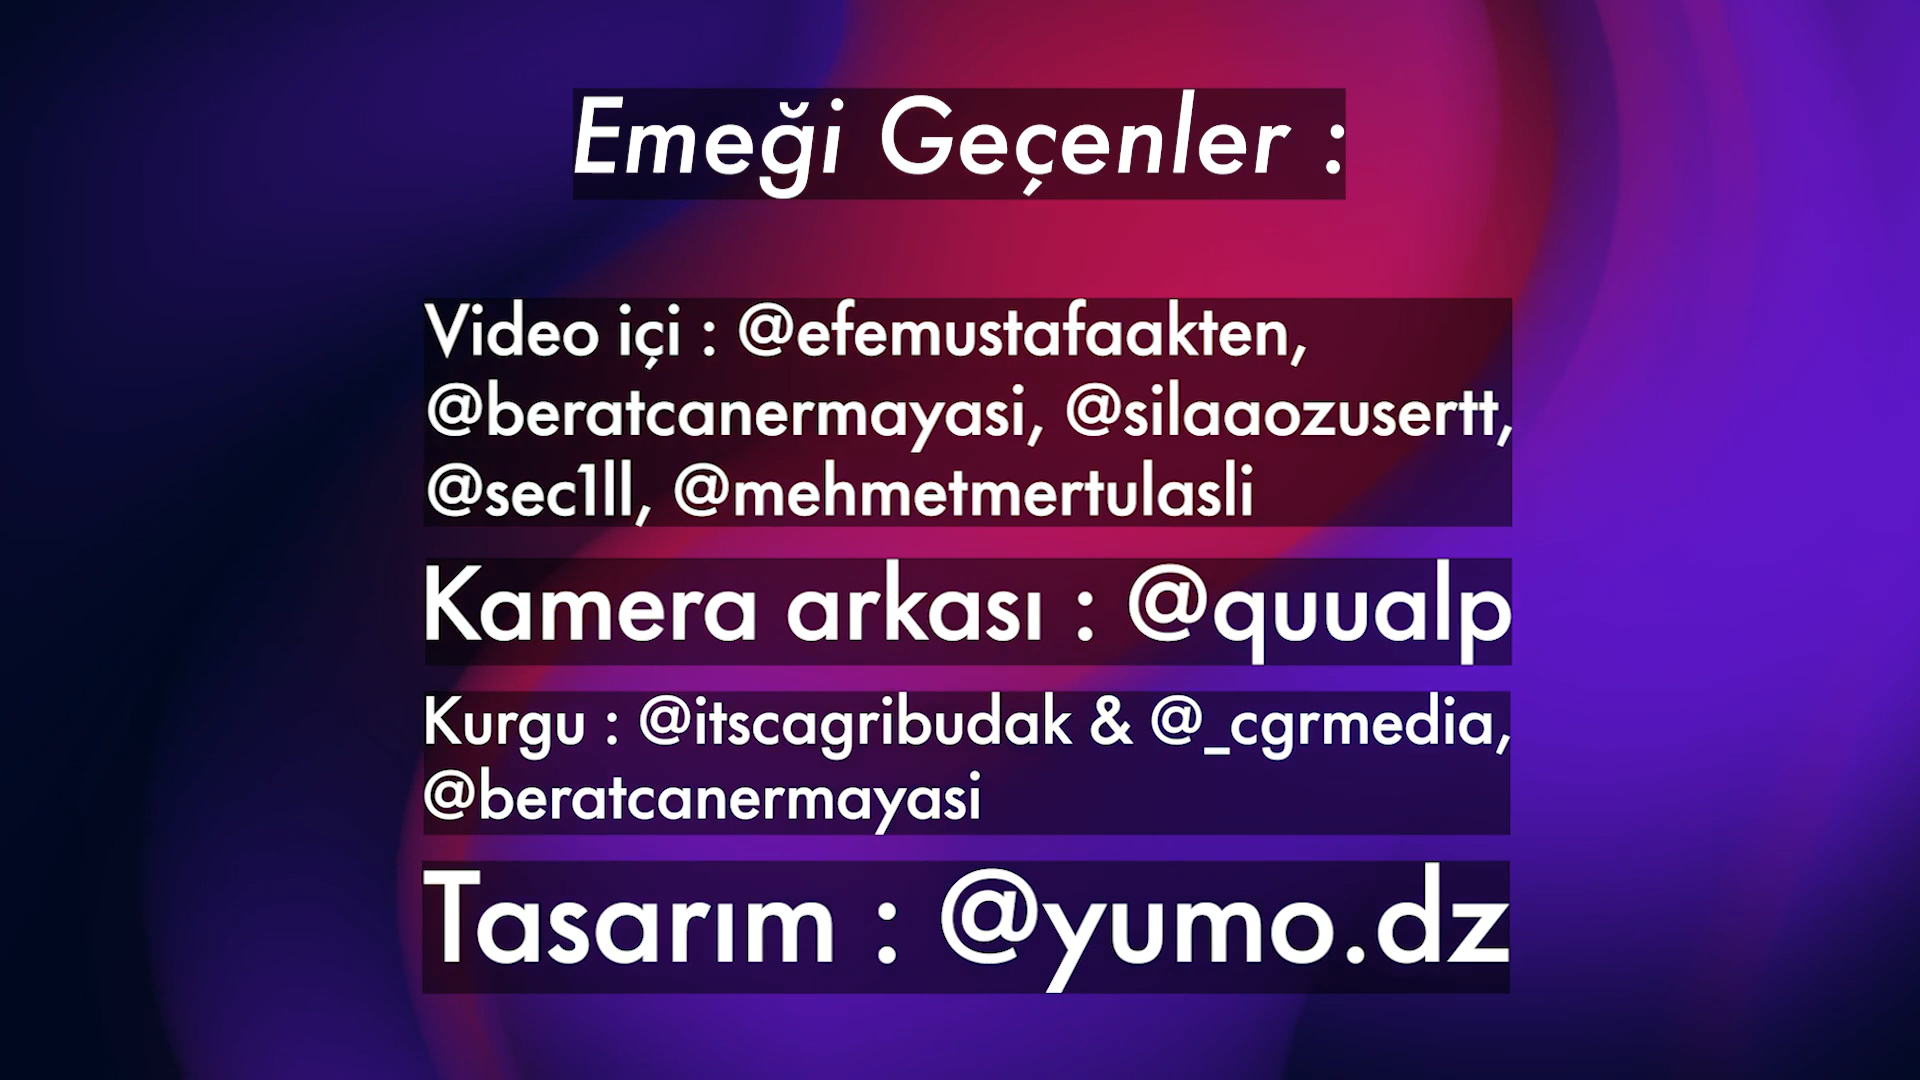 Emeği Geçenler :
Video içi : @efemustafaakten,
@beratcanermayasi, @silaaozusertt,
@sec1ll, @mehmetmertulasli
Kamera arkası : @quualp
Kurgu : @itscagribudak & @_cgrmedia,
@beratcanermayasi
Tasarım : @yumo.dz